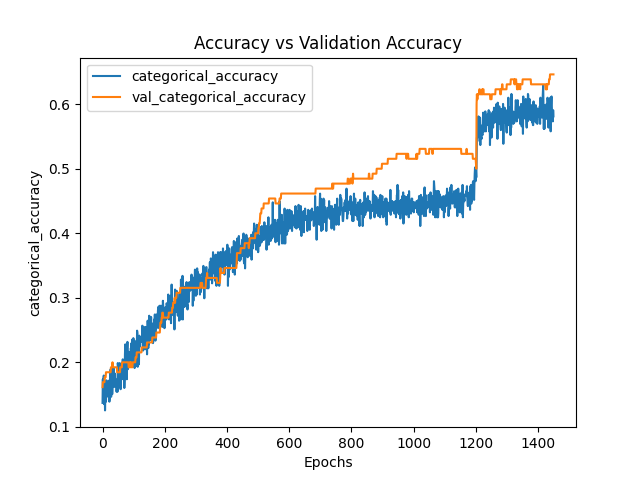 Accuracy vs Validation Accuracy
categorical_accuracy
val_categorical_accuracy
categorical_accuracy
0.6
0.5
0.4
0.3
0.2
0.1
0 200 400 600 800 1000 1200 1400
Epochs